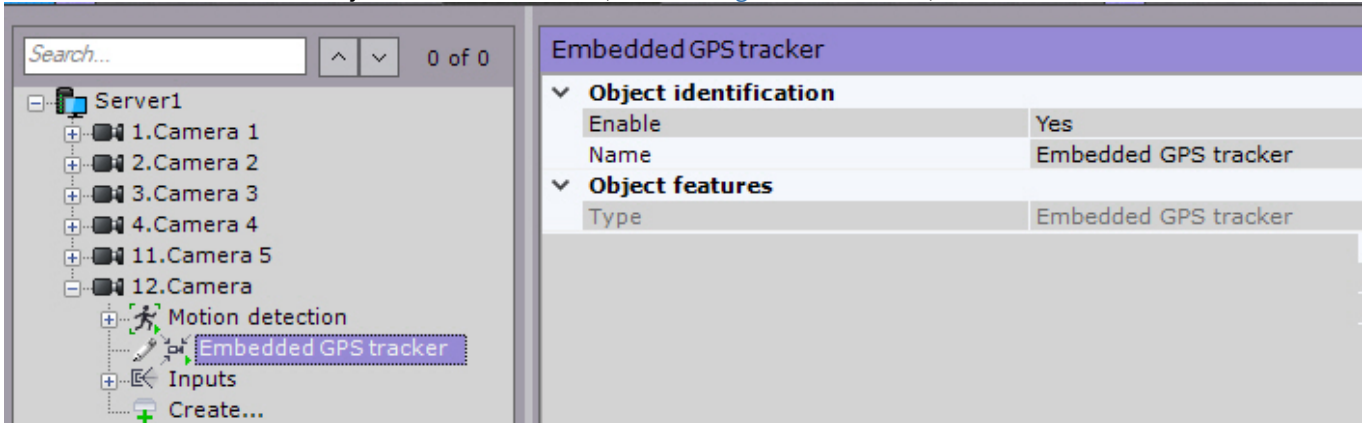 Search...
0 of 0
Server1
1.Camera 1
2.Camera 2
3.Camera 3
4.Camera 4
11.Camera 5
12.Camera
Motion detection
Embedded GPS tracker
Inputs
Create...
Embedded GPS tracker
Object identification
Enable Yes
Name Embedded GPS tracker
Object features
Type Embedded GPS tracker